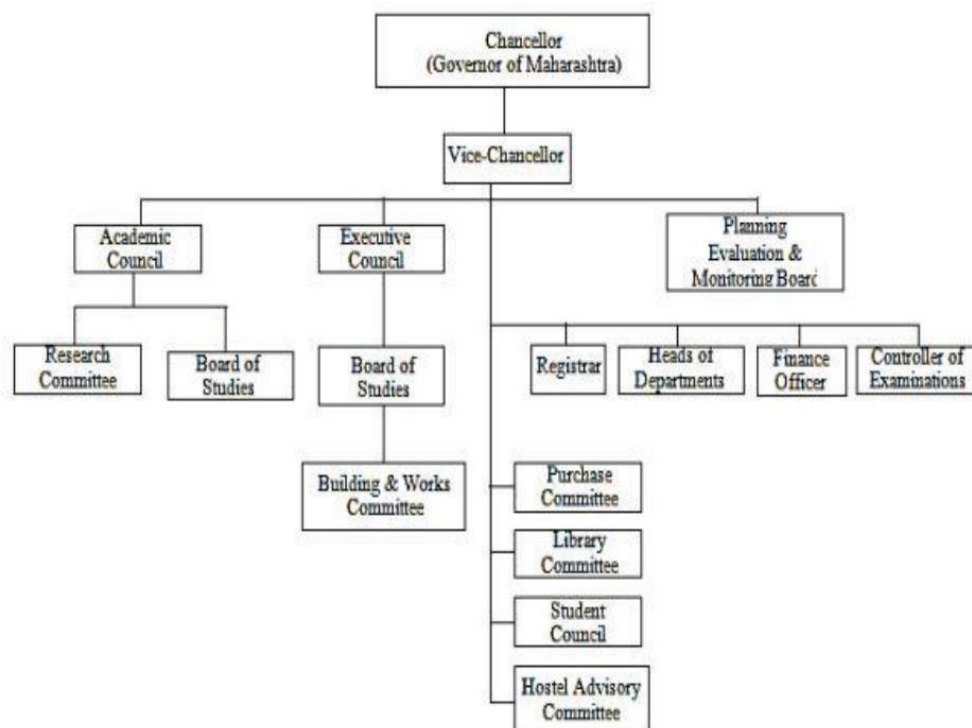 Chancellor
(Governor of Maharashtra)
Vice-Chancellor
Academic
Council
Executive
Council
Planning
Evaluation &
Monitoring Board
Research
Committee
Board of
Studies
Board of
Studies
Registrar
Heads of
Departments
Finance
Officer
Controller of
Examinations
Building & Works
Committee
Purchase
Committee
Library
Committee
Student
Council
Hostel Advisory
Committee